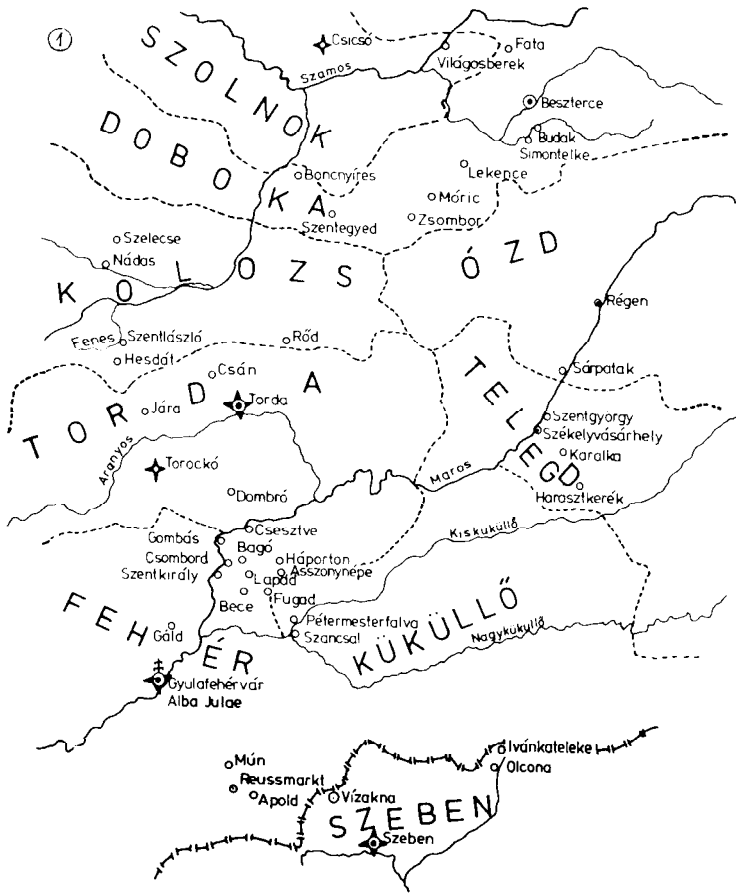 1
SZOLNOK
Csicsó
Szamos
Világosberek
Fata
Beszterce
Budak
Simontelke
DOBOKA
Boncnyíres
Lekence
Móric
Szentegyed
Zsombor
Szelecse
Nádas
KOLOZS
ÓZD
Régen
Fenes
Szentlászló
Rőd
Hesdát
Csán
Sárpatak
TORDA
Jára
Torda
TELEGD
Szentgyörgy
Székelyvásárhely
Karalka
Harasztkerék
Aranyos
Torockó
Maros
Dombró
Csesztve
Kisküküllő
Gombás
Bagó
Csombord
Háporton
Asszonynépe
Szentkirály
Lapád
Bece
Fugad
FEHÉR
Gáld
Pétermesterfalva
Szancsal
KÜKÜLLŐ
Nagyküküllő
Gyulafehérvár
Alba Julae
Ivánkateleke
Mún
Olcona
Reussmarkt
Apold
Vízakna
SZEBEN
Szeben